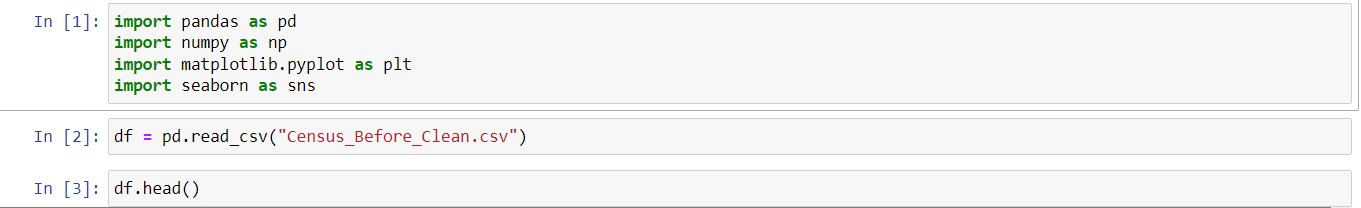 In [1]: import pandas as pd
import numpy as np
import matplotlib.pyplot as plt
import seaborn as sns
In [2]: df = pd.read_csv("Census_Before_Clean.csv")
In [3]: df.head()